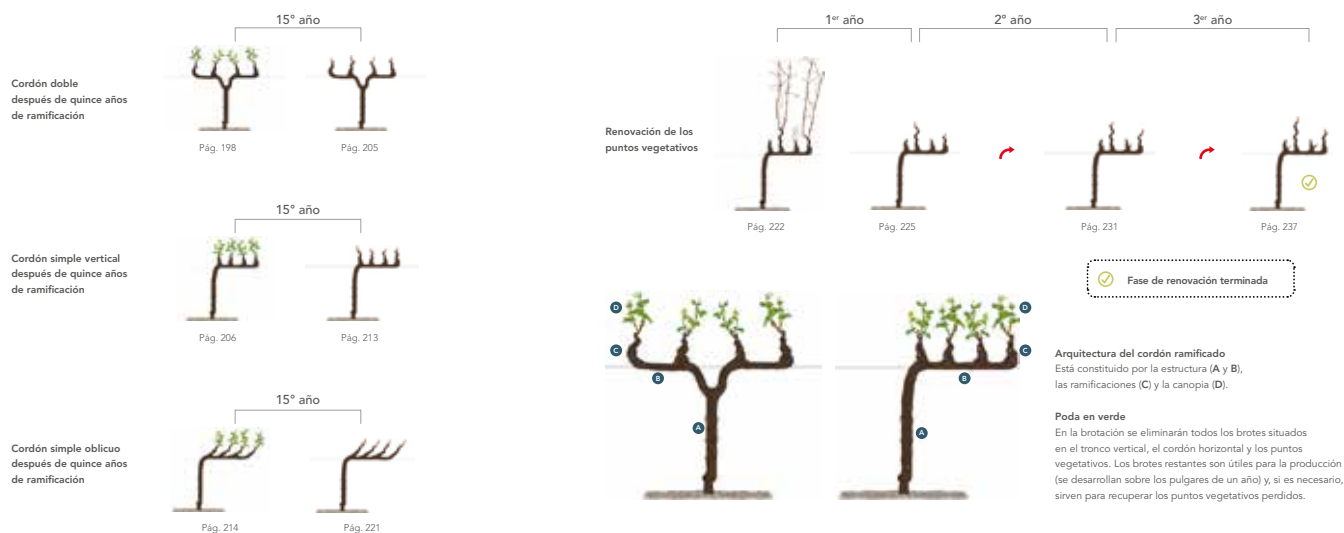 15° año
Cordón doble
después de quince años
de ramificación
Pág. 198
Pág. 205
15° año
Cordón simple vertical
después de quince años
de ramificación
Pág. 206
Pág. 213
15° año
Cordón simple oblicuo
después de quince años
de ramificación
Pág. 214
Pág. 221
1er año
2° año
3er año
Renovación de los
puntos vegetativos
Pág. 222
Pág. 225
Pág. 231
Pág. 237
Fase de renovación terminada
D
C
B
A
D
C
B
A
Arquitectura del cordón ramificado
Está constituido por la estructura (A y B),
las ramificaciones (C) y la canopia (D).
Poda en verde
En la brotación se eliminarán todos los brotes situados
en el tronco vertical, el cordón horizontal y los puntos
vegetativos. Los brotes restantes son útiles para la producción
(se desarrollan sobre los pulgares de un año) y, si es necesario,
sirven para recuperar los puntos vegetativos perdidos.